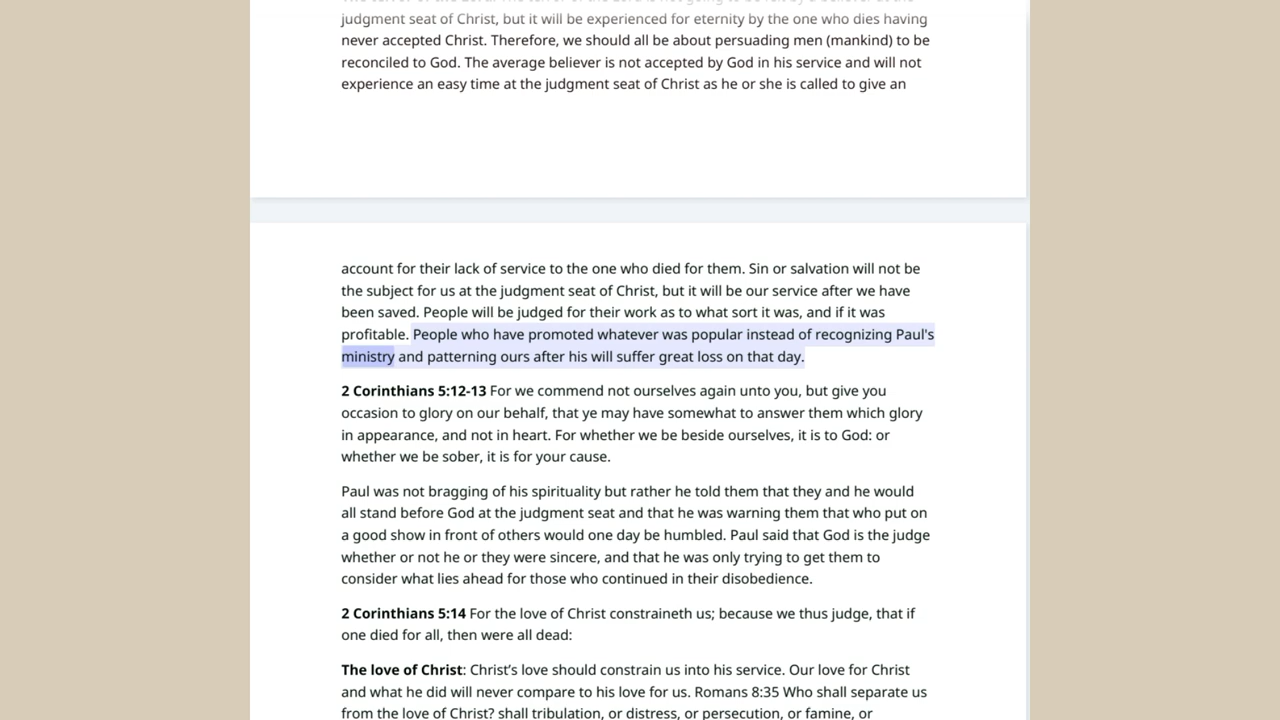 judgment seat of Christ, but it will be experienced for eternity by the one who dies having
never accepted Christ. Therefore, we should all be about persuading men (mankind) to be
reconciled to God. The average believer is not accepted by God in his service and will not
experience an easy time at the judgment seat of Christ as he or she is called to give an
account for their lack of service to the one who died for them. Sin or salvation will not be
the subject for us at the judgment seat of Christ, but it will be our service after we have
been saved. People will be judged for their work as to what sort it was, and if it was
profitable. People who have promoted whatever was popular instead of recognizing Paul's
ministry and patterning ours after his will suffer great loss on that day.
2 Corinthians 5:12-13 For we commend not ourselves again unto you, but give you
occasion to glory on our behalf, that ye may have somewhat to answer them which glory
in appearance, and not in heart. For whether we be beside ourselves, it is to God: or
whether we be sober, it is for your cause.
Paul was not bragging of his spirituality but rather he told them that they and he would
all stand before God at the judgment seat and that he was warning them that who put on
a good show in front of others would one day be humbled. Paul said that God is the judge
whether or not he or they were sincere, and that he was only trying to get them to
consider what lies ahead for those who continued in their disobedience.
2 Corinthians 5:14 For the love of Christ constraineth us; because we thus judge, that if
one died for all, then were all dead:
The love of Christ: Christ’s love should constrain us into his service. Our love for Christ
and what he did will never compare to his love for us. Romans 8:35 Who shall separate us
from the love of Christ? shall tribulation, or distress, or persecution, or famine, or